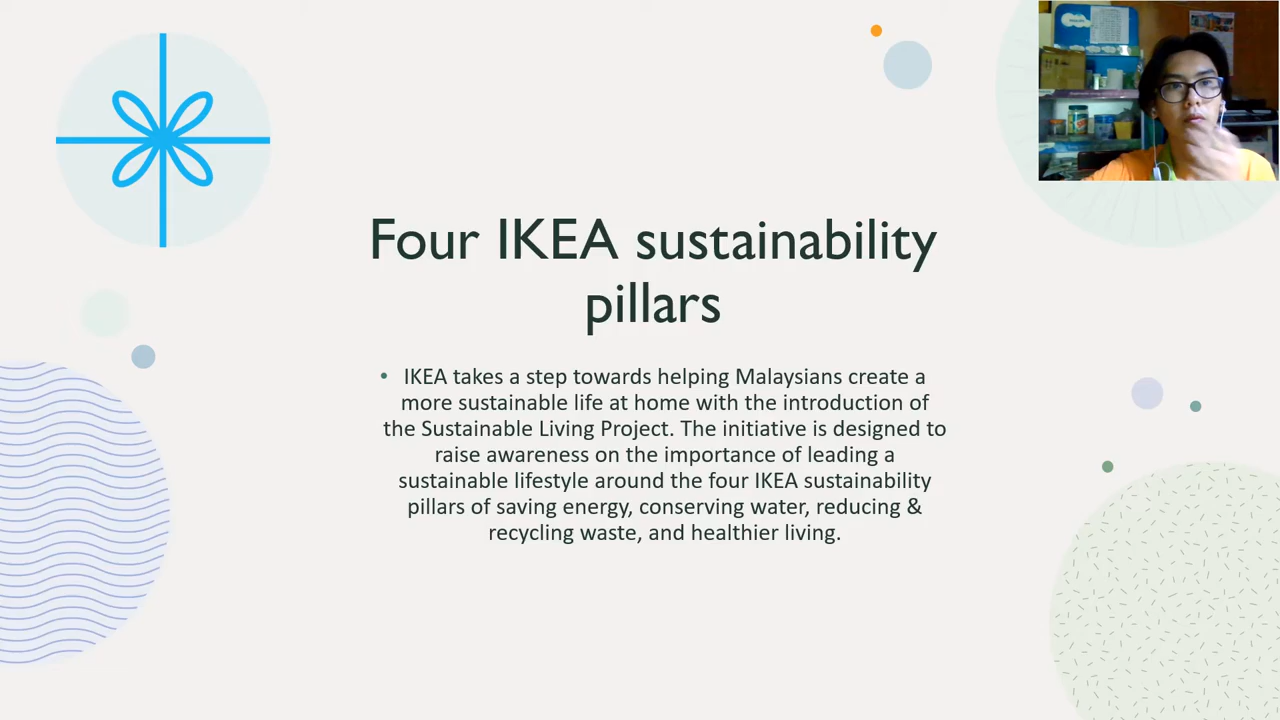 Four IKEA sustainability
pillars
• IKEA takes a step towards helping Malaysians create a
more sustainable life at home with the introduction of
the Sustainable Living Project. The initiative is designed to
raise awareness on the importance of leading a
sustainable lifestyle around the four IKEA sustainability
pillars of saving energy, conserving water, reducing &
recycling waste, and healthier living.